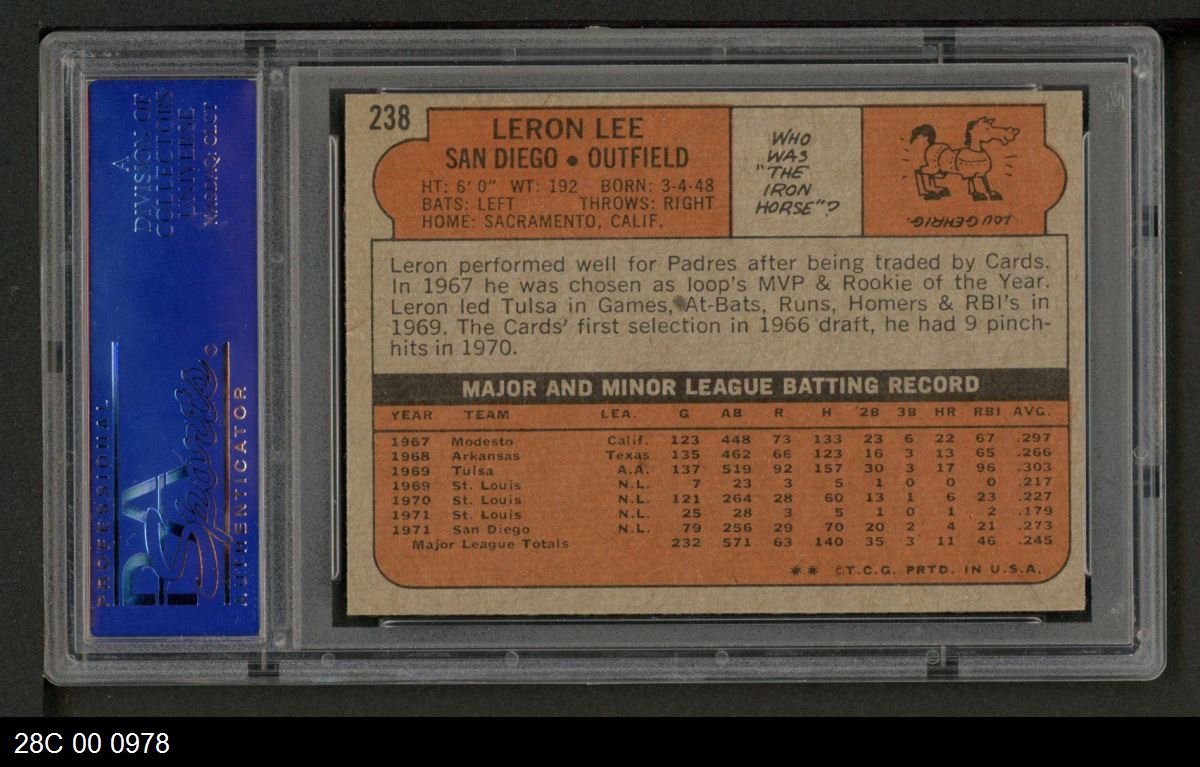 A
DIVISION OF
COLLECTORS
UNIVERSE
NASDAQ: CLCT
PROFESSIONAL
PSA
Sports
AUTHENTICATOR
238
LERON LEE
SAN DIEGO • OUTFIELD
HT: 6' 0" WT: 192 BORN: 3-4-48
BATS: LEFT THROWS: RIGHT
HOME: SACRAMENTO, CALIF.
WHO
WAS
"THE
IRON
HORSE"?
LOU GEHRIG.
Leron performed well for Padres after being traded by Cards.
In 1967 he was chosen as loop's MVP & Rookie of the Year.
Leron led Tulsa in Games, At-Bats, Runs, Homers & RBI's in
1969. The Cards' first selection in 1966 draft, he had 9 pinch-
hits in 1970.
MAJOR AND MINOR LEAGUE BATTING RECORD
YEAR TEAM LEA. G AB R H 2B 3B HR RBI AVG.
1967 Modesto Calif. 123 448 73 133 23 6 22 67 .297
1968 Arkansas Texas 135 462 66 123 16 3 13 65 .266
1969 Tulsa A.A. 137 519 92 157 30 3 17 96 .303
1969 St. Louis N.L. 7 23 3 5 1 0 0 0 .217
1970 St. Louis N.L. 121 264 28 60 13 1 6 23 .227
1971 St. Louis N.L. 25 28 3 5 1 0 1 2 .179
1971 San Diego N.L. 79 256 29 70 20 2 4 21 .273
Major League Totals 232 571 63 140 35 3 11 46 .245
** ©T.C.G. PRTD. IN U.S.A.
28C 00 0978